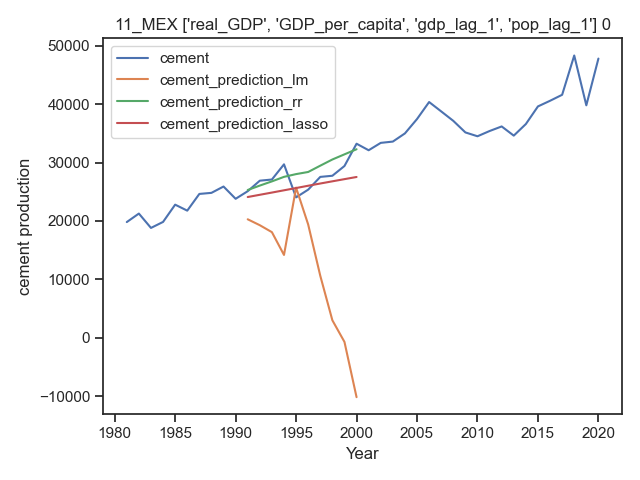 11_MEX ['real_GDP', 'GDP_per_capita', 'gdp_lag_1', 'pop_lag_1'] 0
cement
cement_prediction_lm
cement_prediction_rr
cement_prediction_lasso
50000
40000
30000
20000
10000
0
−10000
cement production
1980 1985 1990 1995 2000 2005 2010 2015 2020
Year